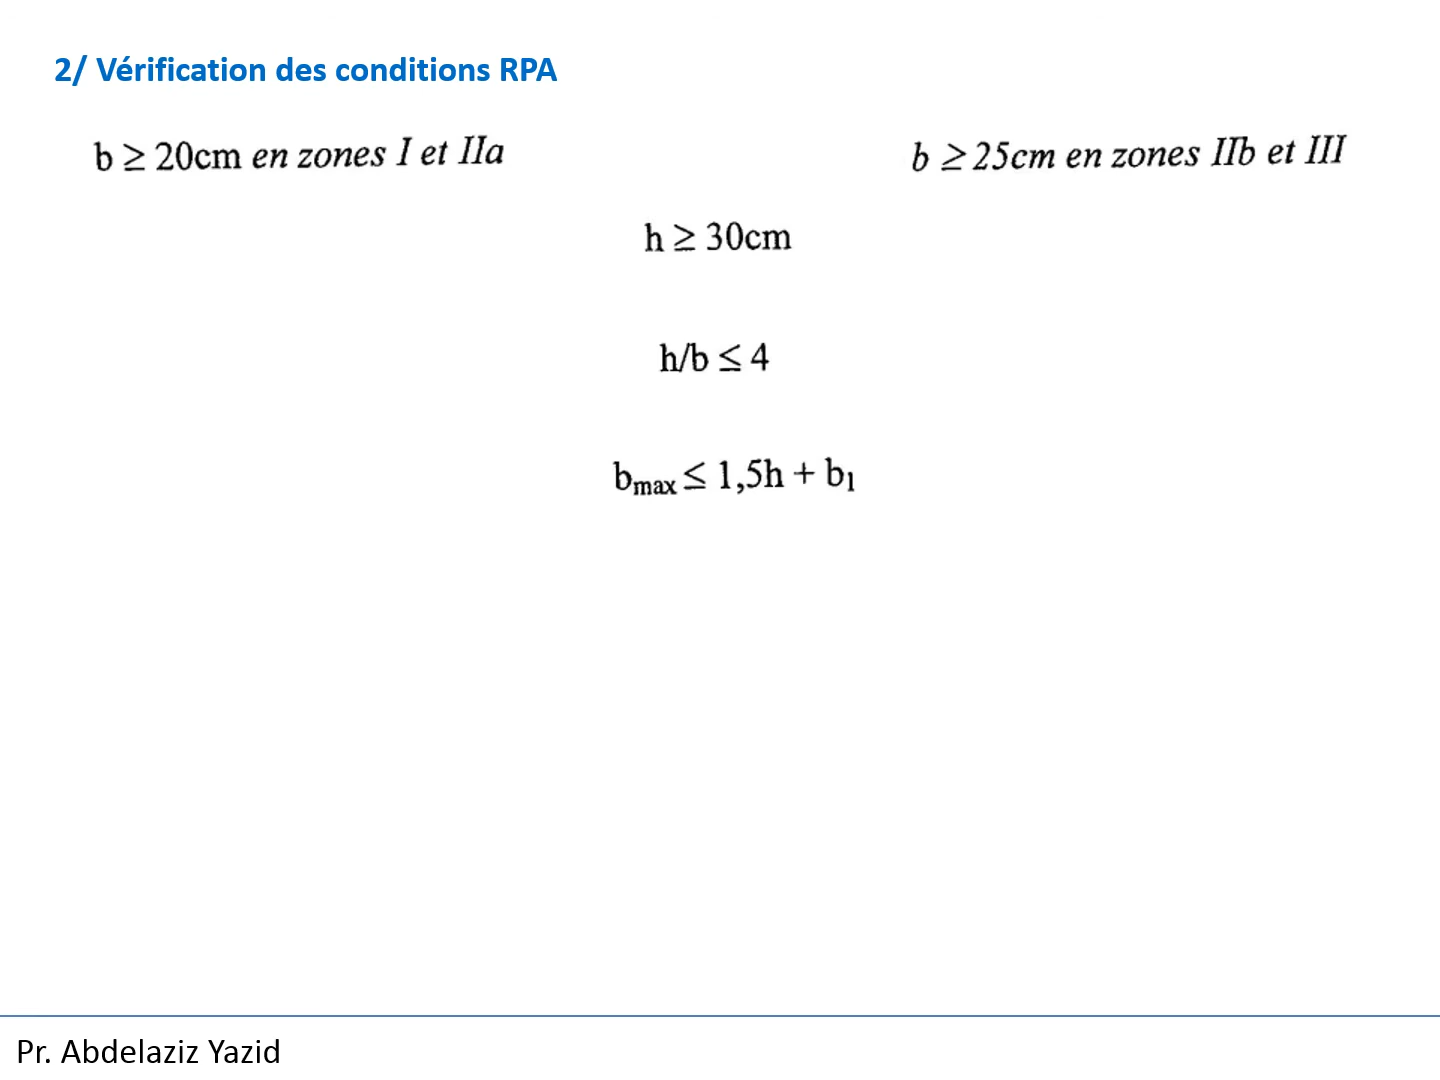 2/ Vérification des conditions RPA
b ≥ 20cm en zones I et IIa
b ≥ 25cm en zones IIb et III
h ≥ 30cm
h/b ≤ 4
bmax ≤ 1,5h + b1
Pr. Abdelaziz Yazid